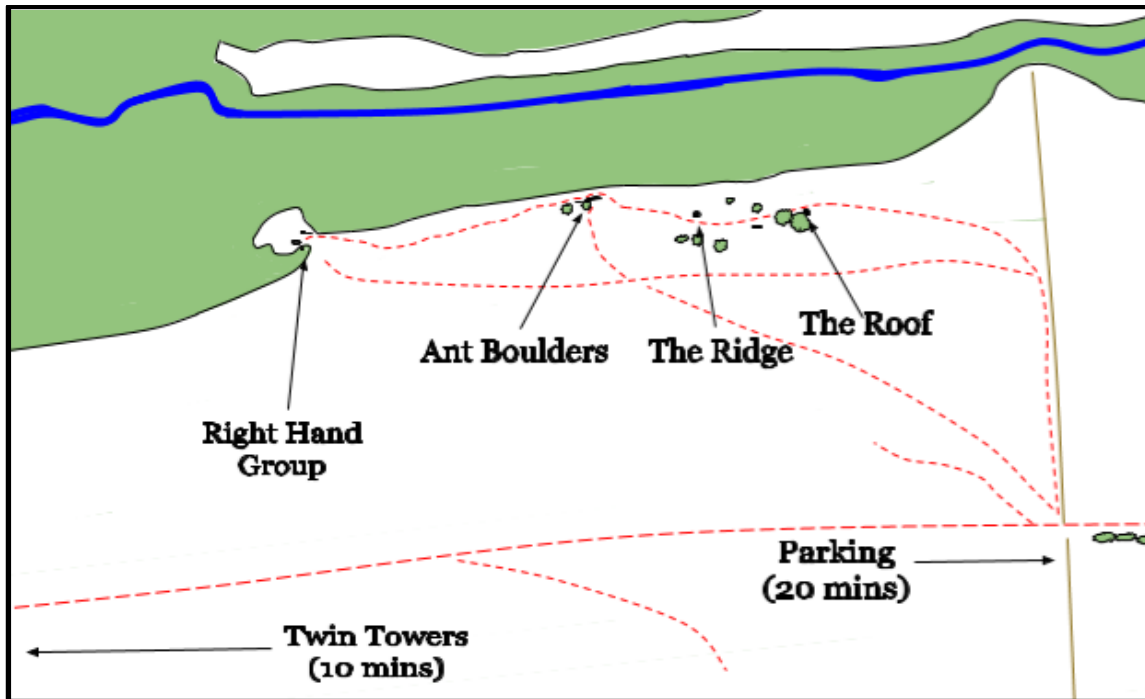 The Roof
Ant Boulders
The Ridge
Right Hand
Group
Parking
(20 mins)
Twin Towers
(10 mins)